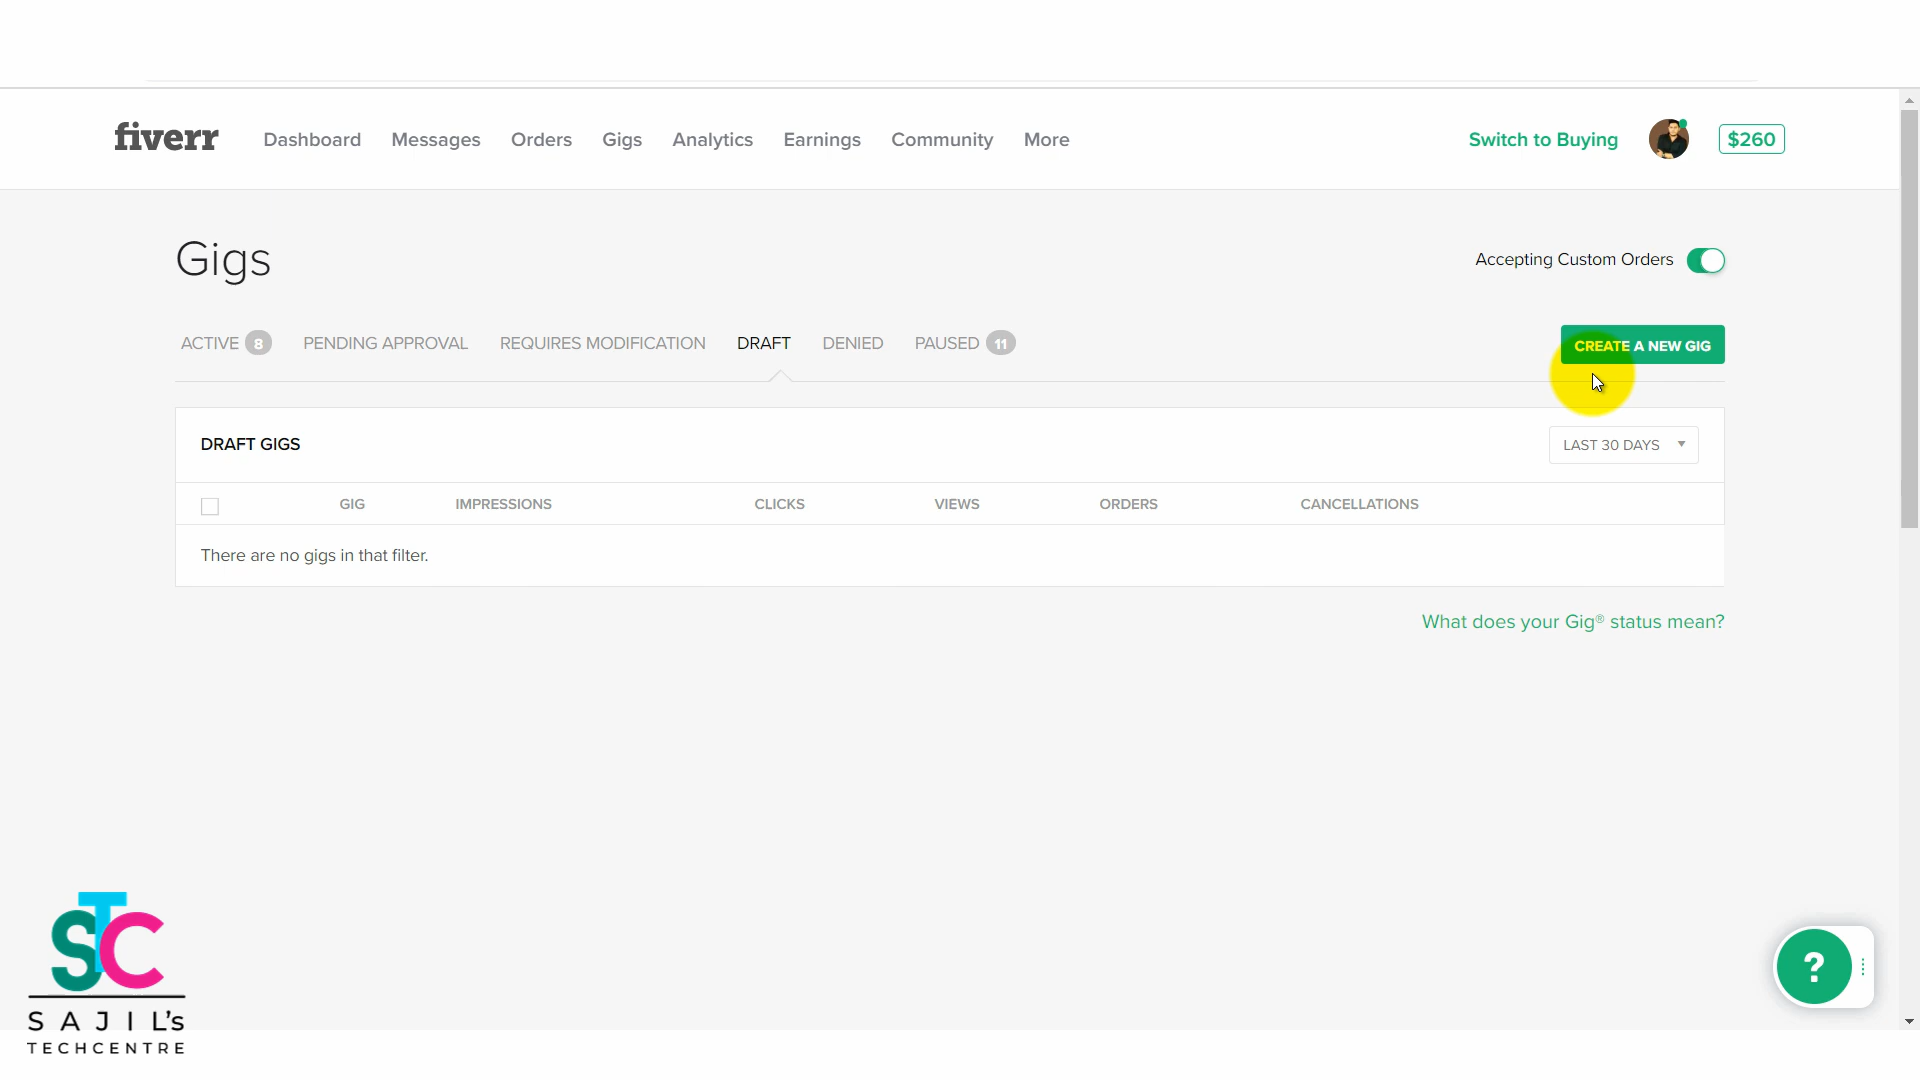 fiverr Dashboard Messages Orders Gigs Analytics Earnings Community More Switch to Buying $260
Gigs
Accepting Custom Orders
ACTIVE 8 PENDING APPROVAL REQUIRES MODIFICATION DRAFT DENIED PAUSED 11 CREATE A NEW GIG
DRAFT GIGS LAST 30 DAYS
GIG IMPRESSIONS CLICKS VIEWS ORDERS CANCELLATIONS
There are no gigs in that filter.
What does your Gig® status mean?
STC
SAJIL's
TECHCENTRE
?